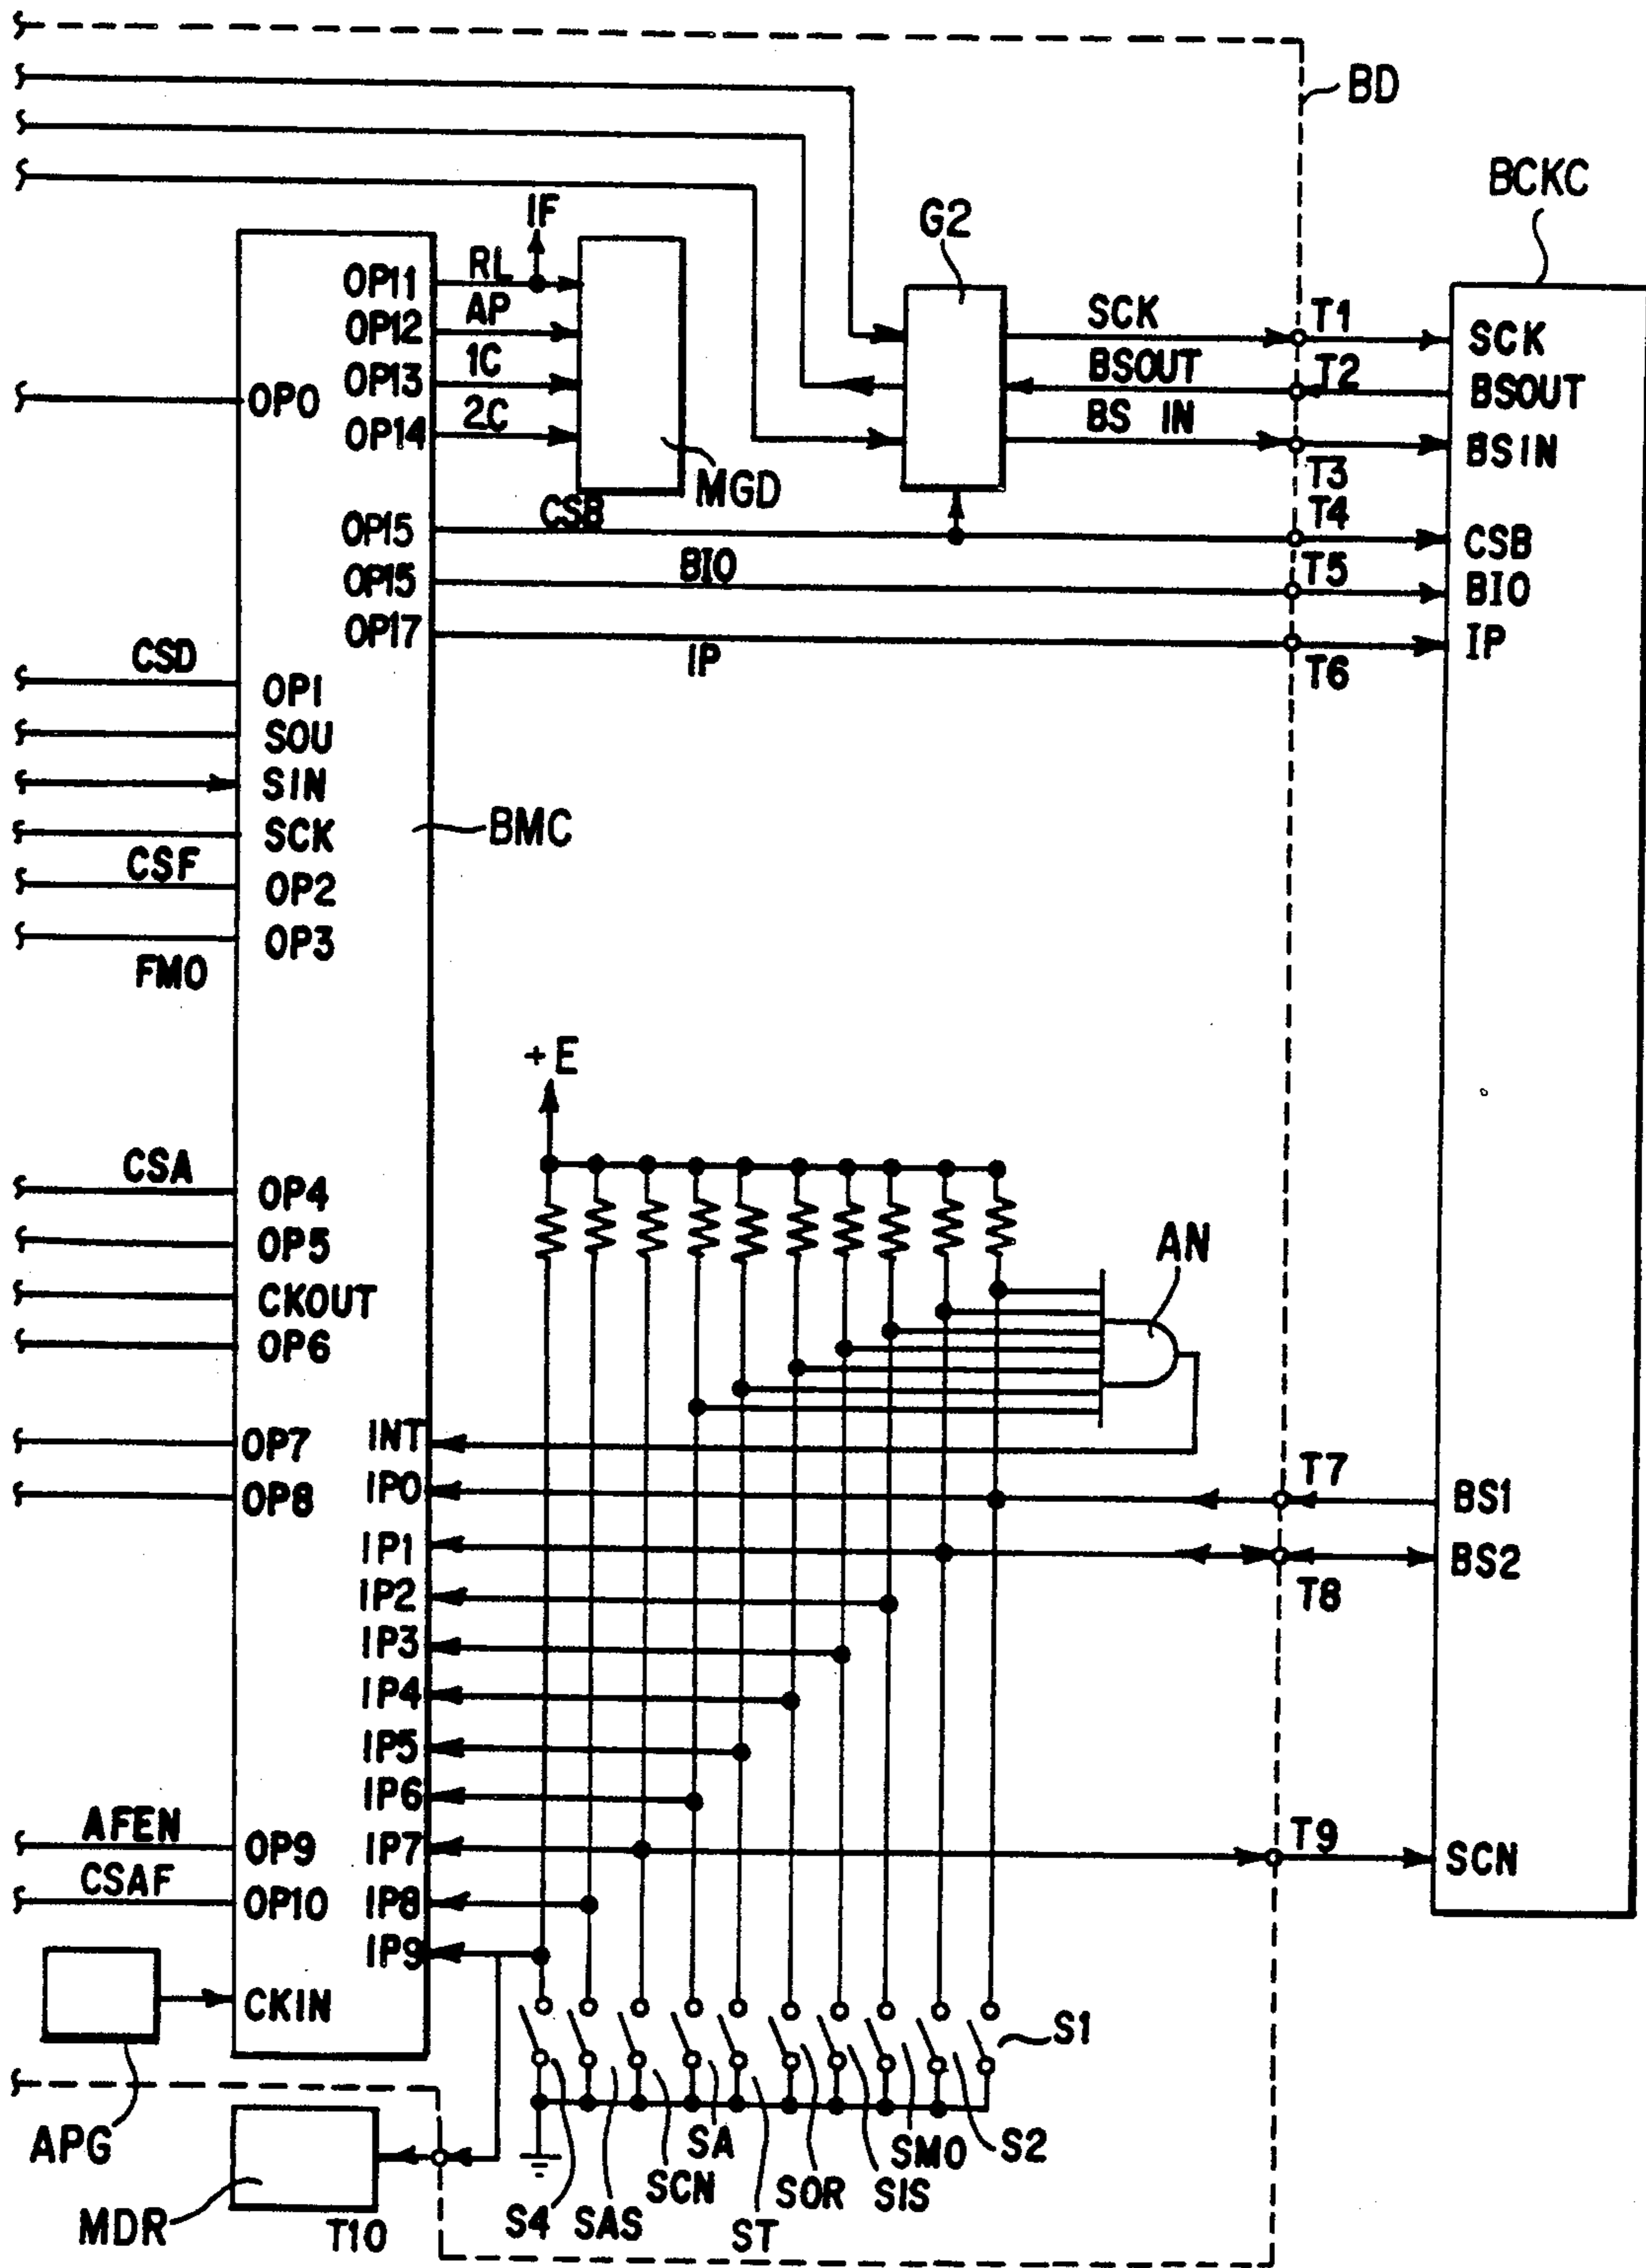 BD
BCKC
IF
G2
OP11
RL
OP12
AP
OP13
1C
OP14
2C
OP0
MGD
SCK
T1
SCK
BSOUT
T2
BSOUT
BS IN
T3
BSIN
CSB
OP15
T4
CSB
BIO
OP15
T5
BIO
OP17
IP
T6
IP
CSD
OP1
SOU
SIN
SCK
BMC
CSF
OP2
OP3
FMO
+E
CSA
OP4
OP5
CKOUT
OP6
AN
OP7
INT
OP8
IP0
T7
BS1
IP1
T8
BS2
IP2
IP3
IP4
IP5
IP6
AFEN
OP9
IP7
T9
SCN
CSAF
OP10
IP8
IP9
CKIN
S1
APG
MDR
T10
S4
SAS
SCN
SA
ST
SOR
SIS
SMO
S2